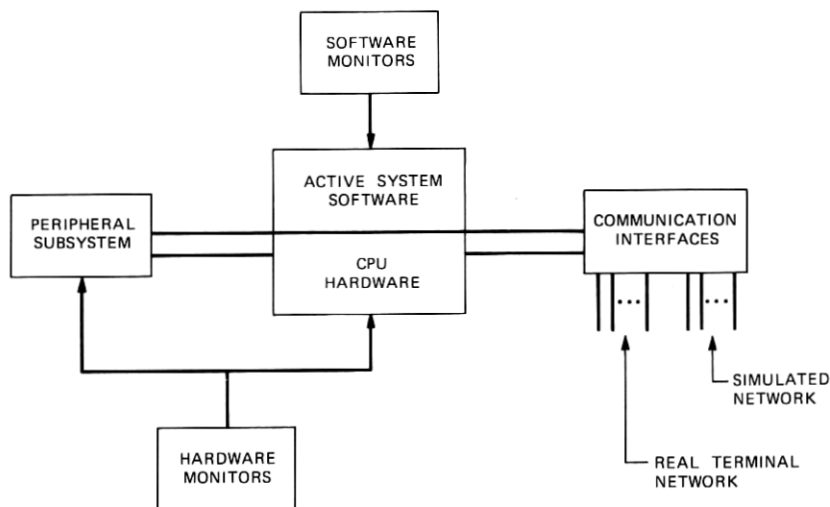 SOFTWARE
MONITORS
ACTIVE SYSTEM
SOFTWARE
PERIPHERAL
SUBSYSTEM
COMMUNICATION
INTERFACES
CPU
HARDWARE
SIMULATED
NETWORK
HARDWARE
MONITORS
REAL TERMINAL
NETWORK